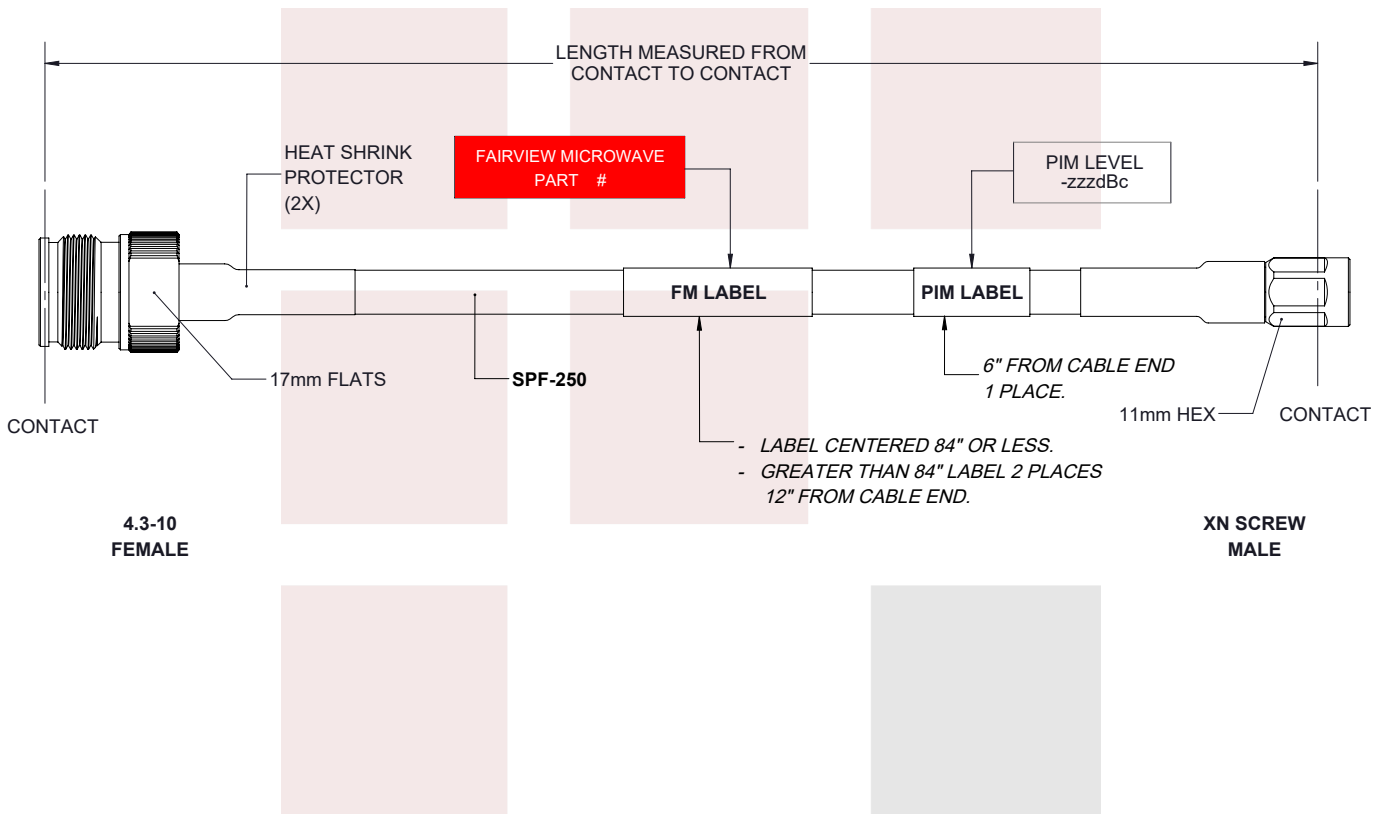 LENGTH MEASURED FROM
CONTACT TO CONTACT
HEAT SHRINK
PROTECTOR
(2X)
FAIRVIEW MICROWAVE
PART #
PIM LEVEL
-zzzdBc
FM LABEL
PIM LABEL
17mm FLATS
SPF-250
6" FROM CABLE END
1 PLACE.
11mm HEX
CONTACT
CONTACT
- LABEL CENTERED 84" OR LESS.
- GREATER THAN 84" LABEL 2 PLACES
12" FROM CABLE END.
4.3-10
FEMALE
XN SCREW
MALE